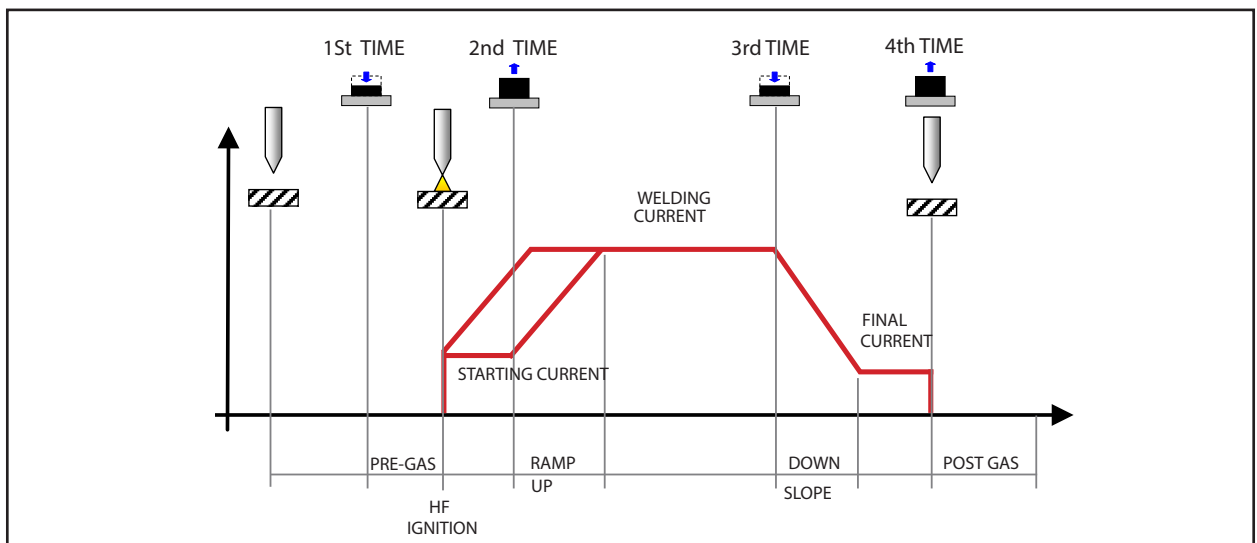 1St TIME
2nd TIME
3rd TIME
4th TIME
WELDING
CURRENT
FINAL
CURRENT
STARTING CURRENT
PRE-GAS
RAMP
UP
DOWN
SLOPE
POST GAS
HF
IGNITION